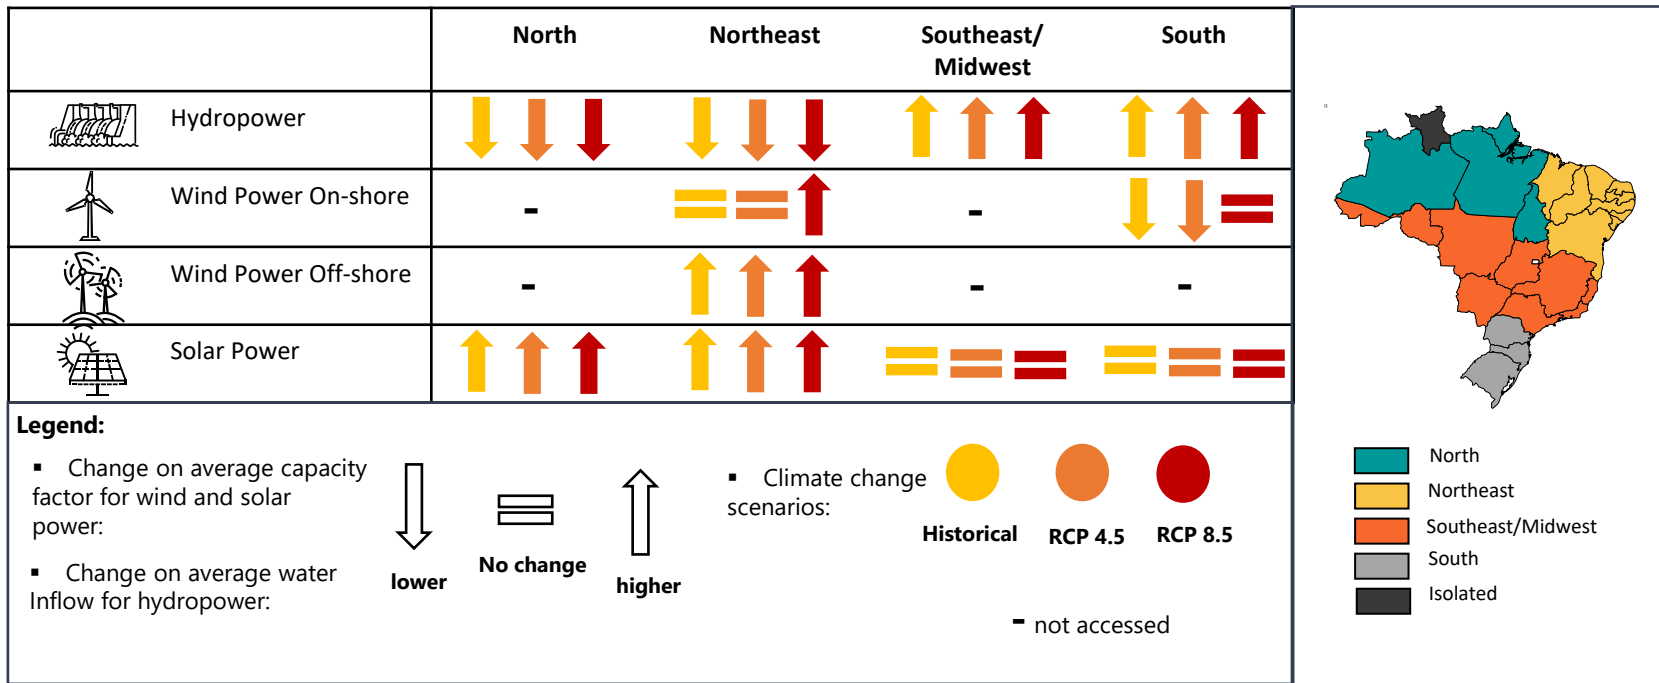 North
Northeast
Southeast/
Midwest
South
Hydropower
Wind Power On-shore
-
-
Wind Power Off-shore
-
-
-
Solar Power
Legend:
▪ Change on average capacity
factor for wind and solar
power:
▪ Change on average water
Inflow for hydropower:
lower
No change
higher
▪ Climate change
scenarios:
Historical
RCP 4.5
RCP 8.5
- not accessed
North
Northeast
Southeast/Midwest
South
Isolated